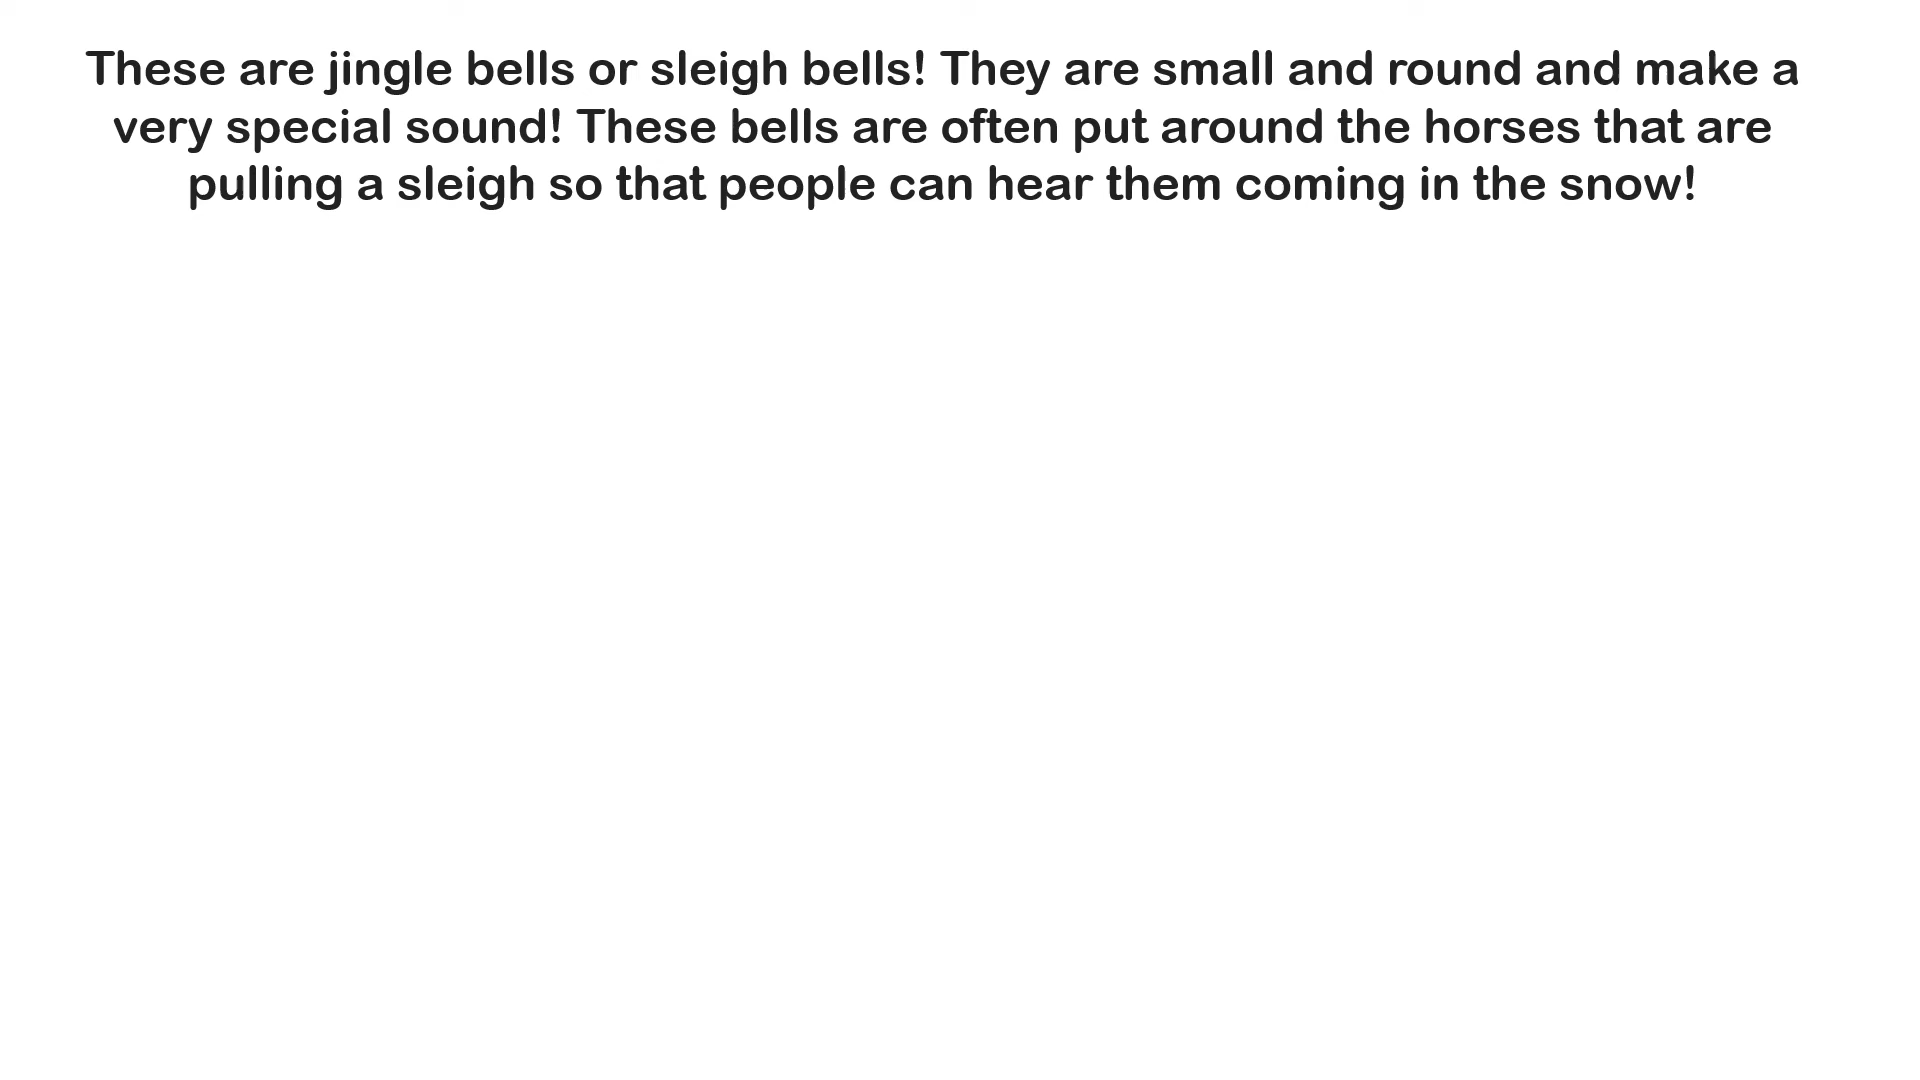 These are jingle bells or sleigh bells! They are small and round and make a
very special sound! These bells are often put around the horses that are
pulling a sleigh so that people can hear them coming in the snow!